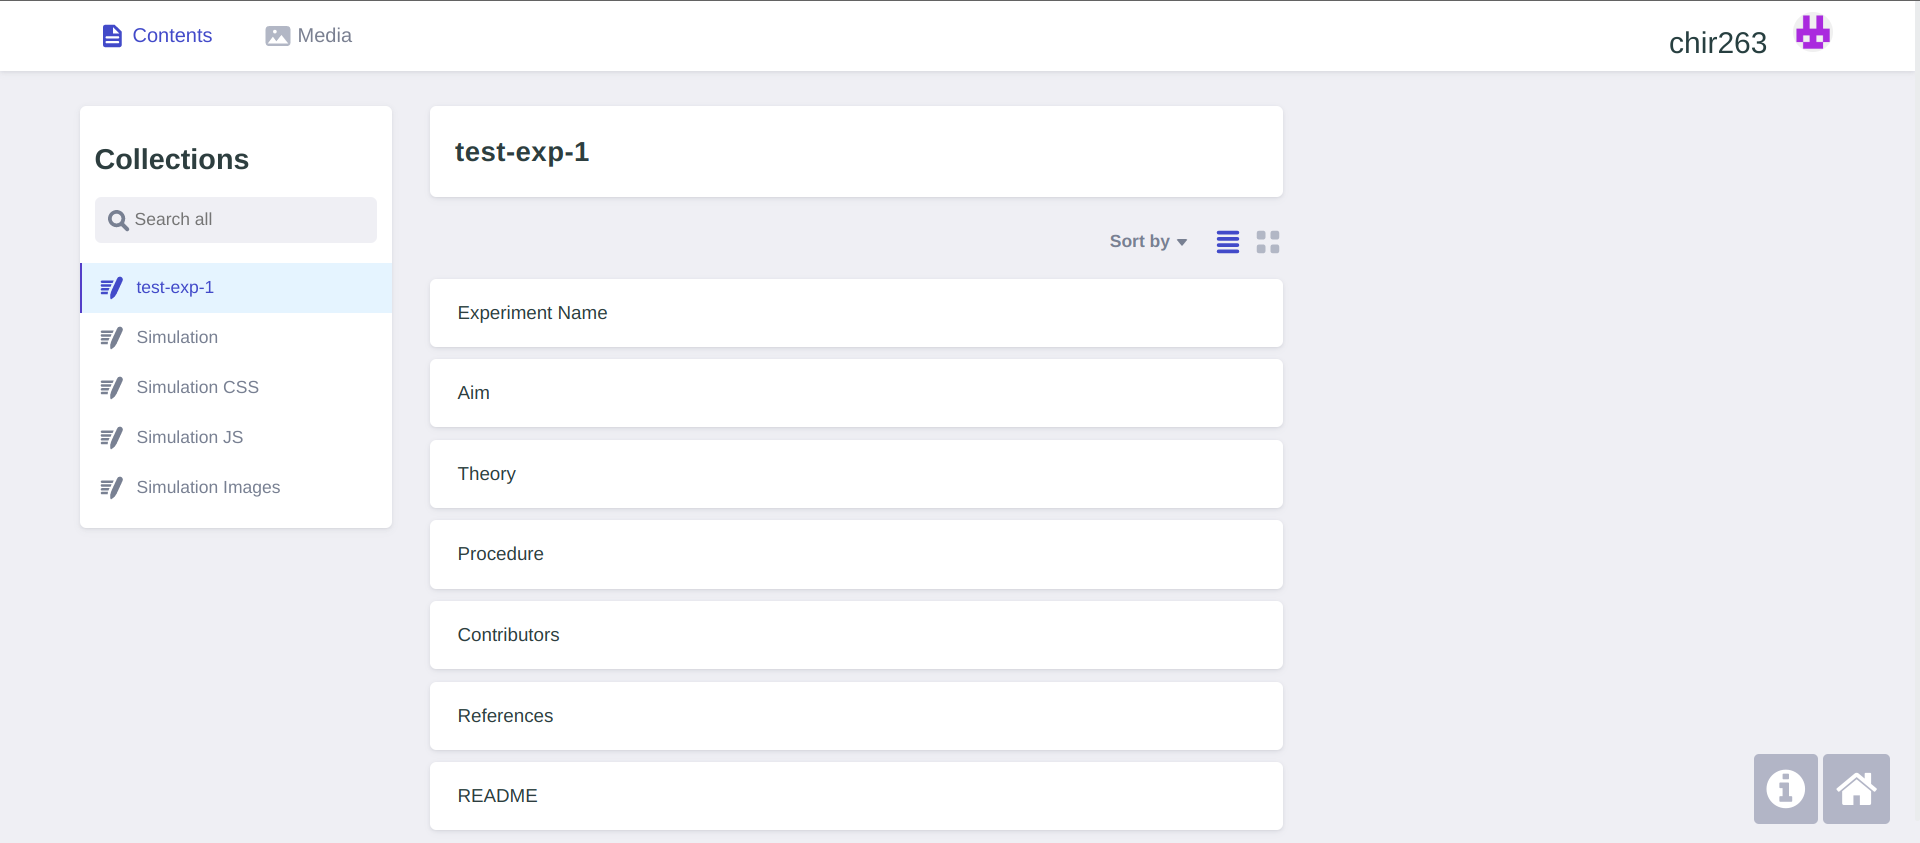 Contents
Media
chir263
Collections
Search all
test-exp-1
Simulation
Simulation CSS
Simulation JS
Simulation Images
test-exp-1
Sort by
Experiment Name
Aim
Theory
Procedure
Contributors
References
README